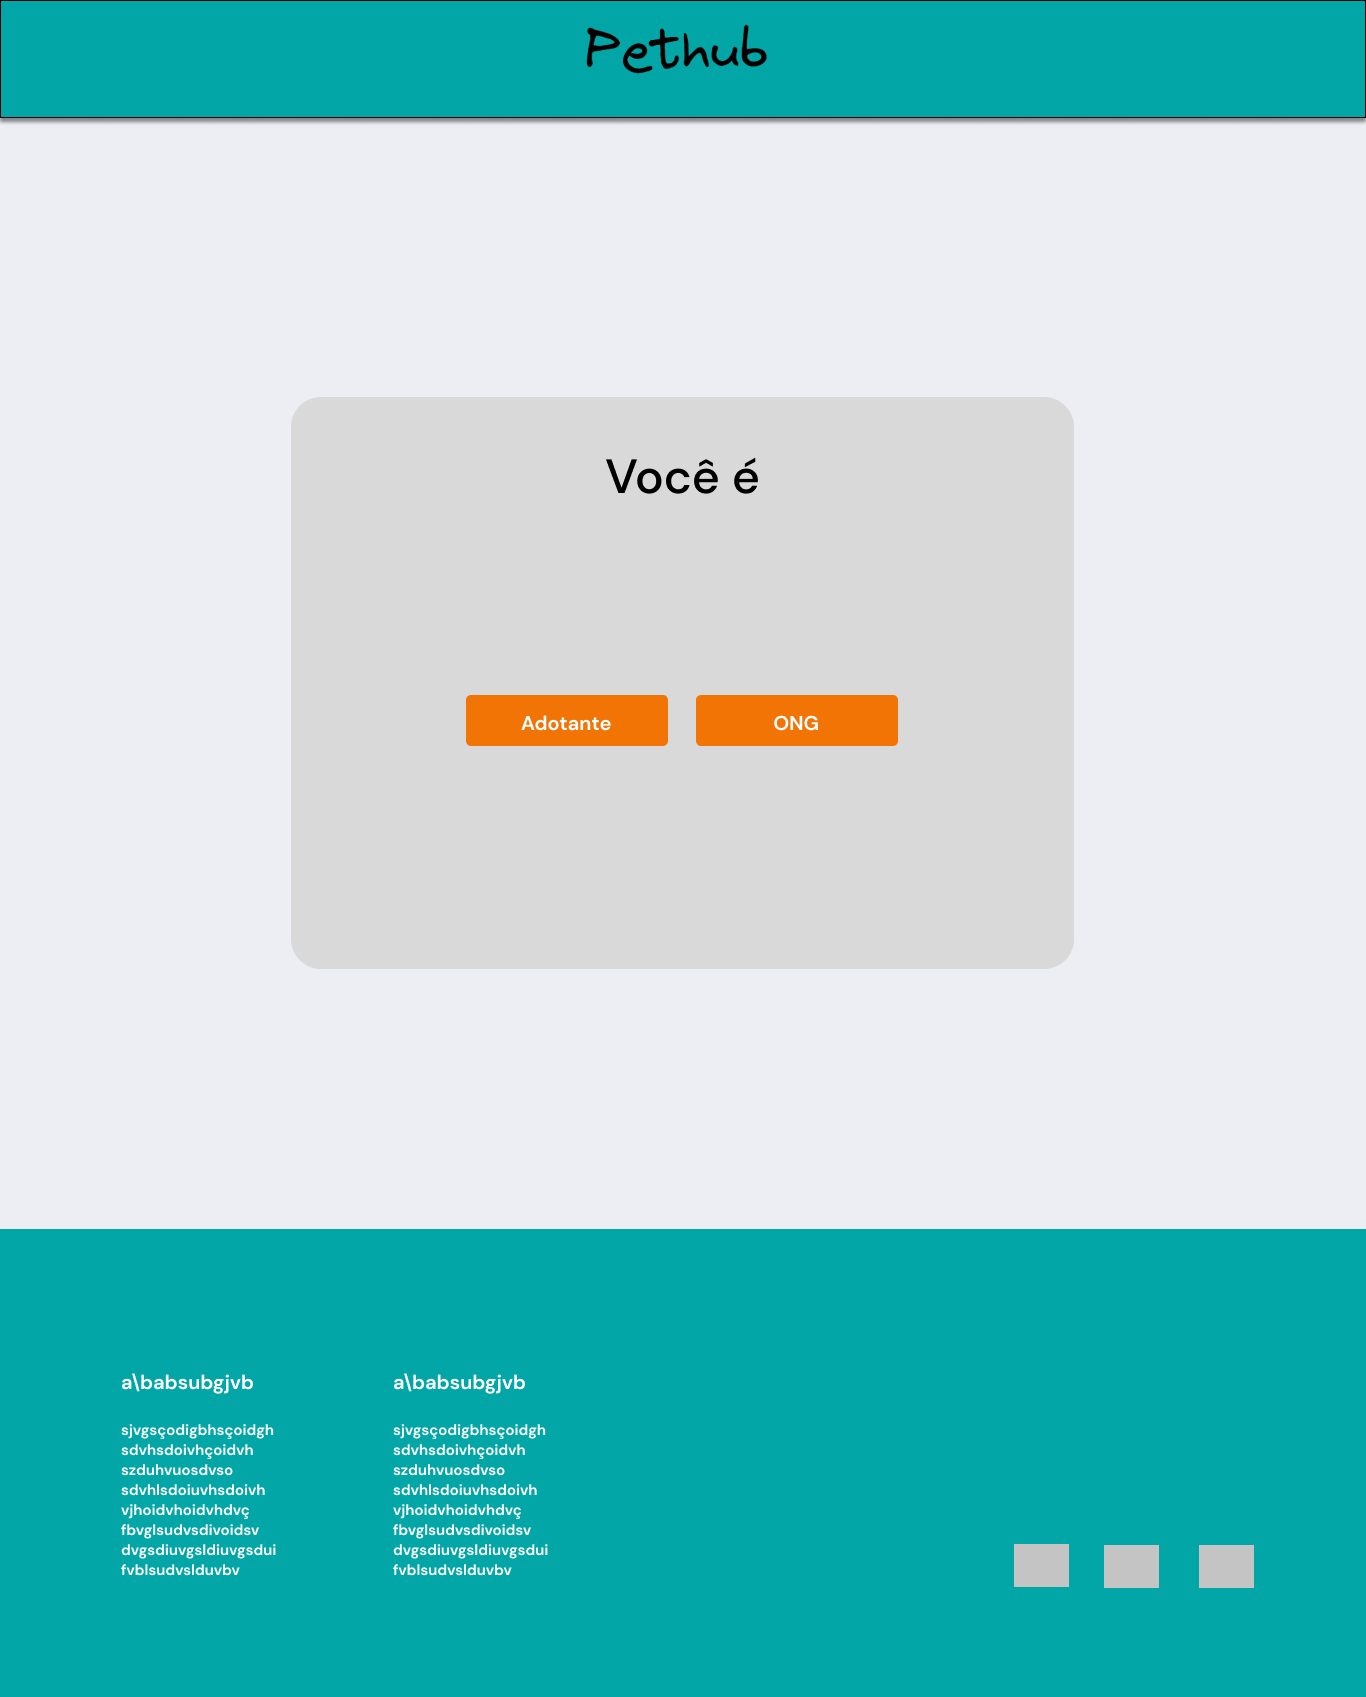 Pethub
Você é
Adotante
ONG
a\babsubgjvb
sjvgsçodigbhsçoidgh
sdvhsdoivhçoidvh
szduhvuosdvso
sdvhlsdoiuvhsdoivh
vjhoidvhoidvhdvç
fbvglsudvsdivoidsv
dvgsdiuvgsldiuvgsdui
fvblsudvslduvbv
a\babsubgjvb
sjvgsçodigbhsçoidgh
sdvhsdoivhçoidvh
szduhvuosdvso
sdvhlsdoiuvhsdoivh
vjhoidvhoidvhdvç
fbvglsudvsdivoidsv
dvgsdiuvgsldiuvgsdui
fvblsudvslduvbv